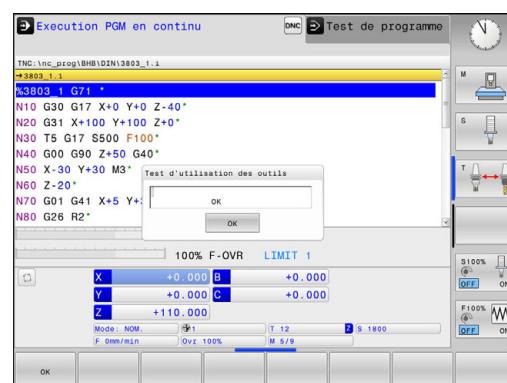 Execution PGM en continu
DNC
Test de programme
TNC:\nc_prog\BHB\DIN\3803_1.i
→3803_1.i
%3803_1 G71 *
N10 G30 G17 X+0 Y+0 Z-40*
N20 G31 X+100 Y+100 Z+0*
N30 T5 G17 S500 F100*
N40 G00 G90 Z+50 G40*
N50 X-30 Y+30 M3*
N60 Z-20*
N70 G01 G41 X+5 Y+
N80 G26 R2*
Test d'utilisation des outils
OK
OK
100% F-OVR LIMIT 1
X +0.000 B +0.000
Y +0.000 C +0.000
Z +110.000
Mode: NOM. 1 T 12 Z S 1800
F 0mm/min Ovr 100% M 5/9
OK
M
S
T
S100%
OFF ON
F100%
OFF ON